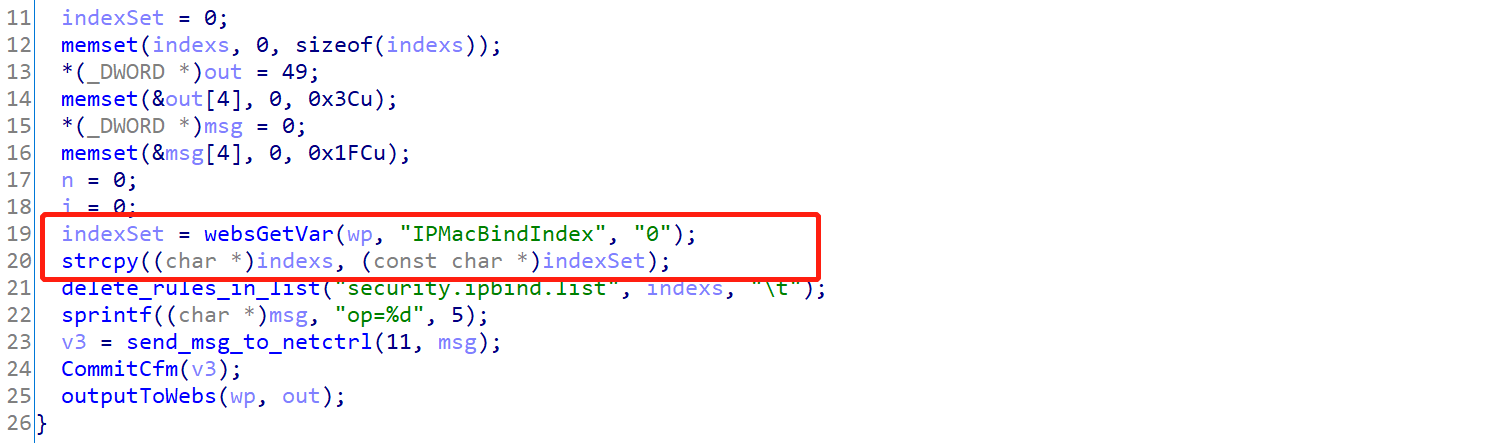 11 indexSet = 0;
12 memset(indexs, 0, sizeof(indexs));
13 *(_DWORD *)out = 49;
14 memset(&out[4], 0, 0x3Cu);
15 *(_DWORD *)msg = 0;
16 memset(&msg[4], 0, 0x1FCu);
17 n = 0;
18 i = 0;
19 indexSet = websGetVar(wp, "IPMacBindIndex", "0");
20 strcpy((char *)indexs, (const char *)indexSet);
21 delete_rules_in_list("security.ipbind.list", indexs, "\t");
22 sprintf((char *)msg, "op=%d", 5);
23 v3 = send_msg_to_netctrl(11, msg);
24 CommitCfm(v3);
25 outputToWebs(wp, out);
26 }